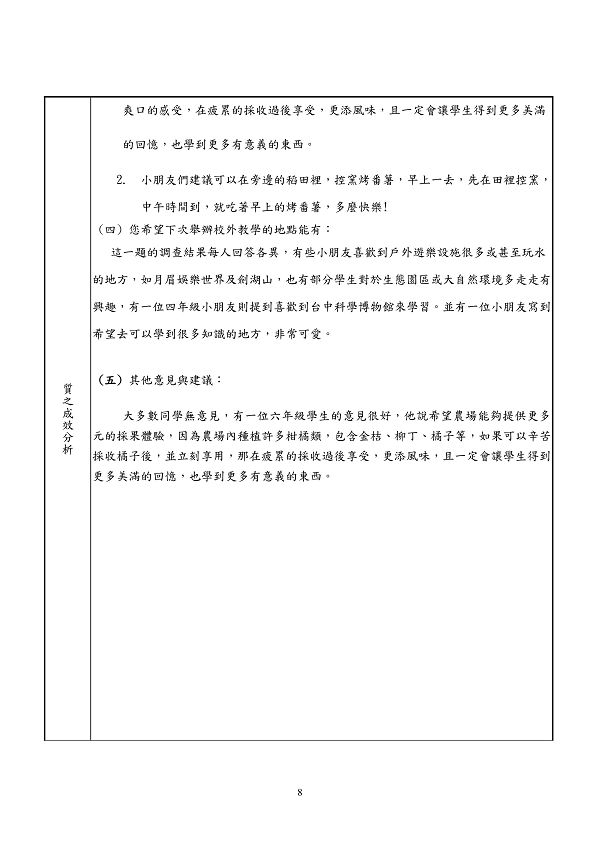 爽口的感受，在疲累的採收過後享受，更添風味，且一定會讓學生得到更多美滿
的回憶，也學到更多有意義的東西。
2. 小朋友們建議可以在旁邊的稻田裡，控窯烤番薯，早上一去，先在田裡控窯，
中午時間到，就吃著早上的烤番薯，多麼快樂!
（四）您希望下次舉辦校外教學的地點能有：
這一題的調查結果每人回答各異，有些小朋友喜歡到戶外遊樂設施很多或甚至玩水
的地方，如月眉娛樂世界及劍湖山，也有部分學生對於生態園區或大自然環境多走走有
興趣，有一位四年級小朋友則提到喜歡到台中科學博物館來學習。並有一位小朋友寫到
希望去可以學到很多知識的地方，非常可愛。
（五）其他意見與建議：
大多數同學無意見，有一位六年級學生的意見很好，他說希望農場能夠提供更多
元的採果體驗，因為農場內種植許多柑橘類，包含金桔、柳丁、橘子等，如果可以辛苦
採收橘子後，並立刻享用，那在疲累的採收過後享受，更添風味，且一定會讓學生得到
更多美滿的回憶，也學到更多有意義的東西。
質之成效分析
8